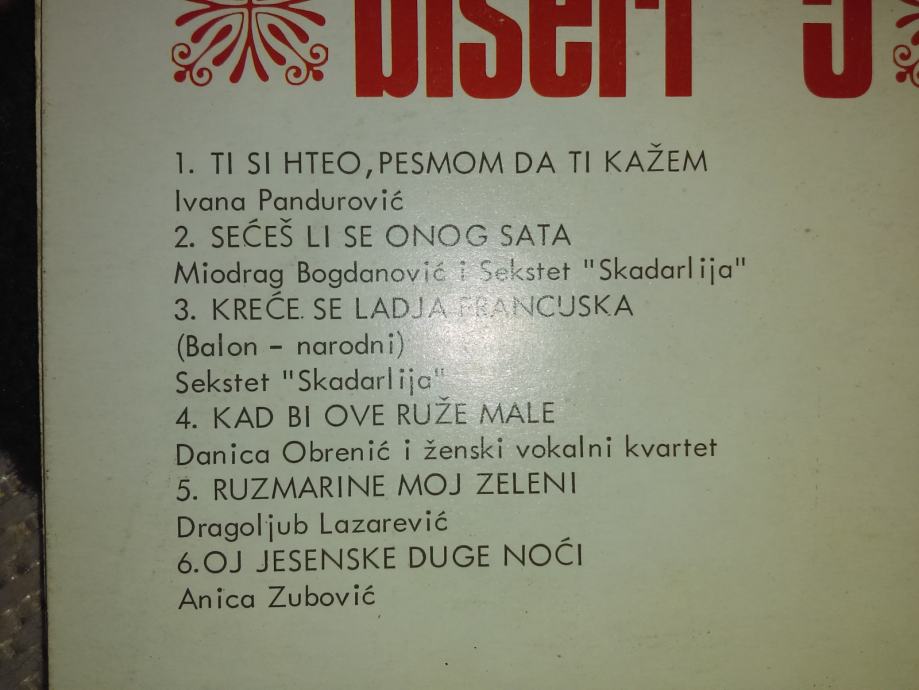 biseri 5
1. TI SI HTEO,PESMOM DA TI KAŽEM
Ivana Pandurović
2. SEĆEŠ LI SE ONOG SATA
Miodrag Bogdanović i Sekstet "Skadarlija"
3. KREĆE. SE LADJA FRANCUSKA
(Balon - narodni)
Sekstet "Skadarlija"
4. KAD BI OVE RUŽE MALE
Danica Obrenić i ženski vokalni kvartet
5. RUZMARINE MOJ ZELENI
Dragoljub Lazarević
6.OJ JESENSKE DUGE NOĆI
Anica Zubović